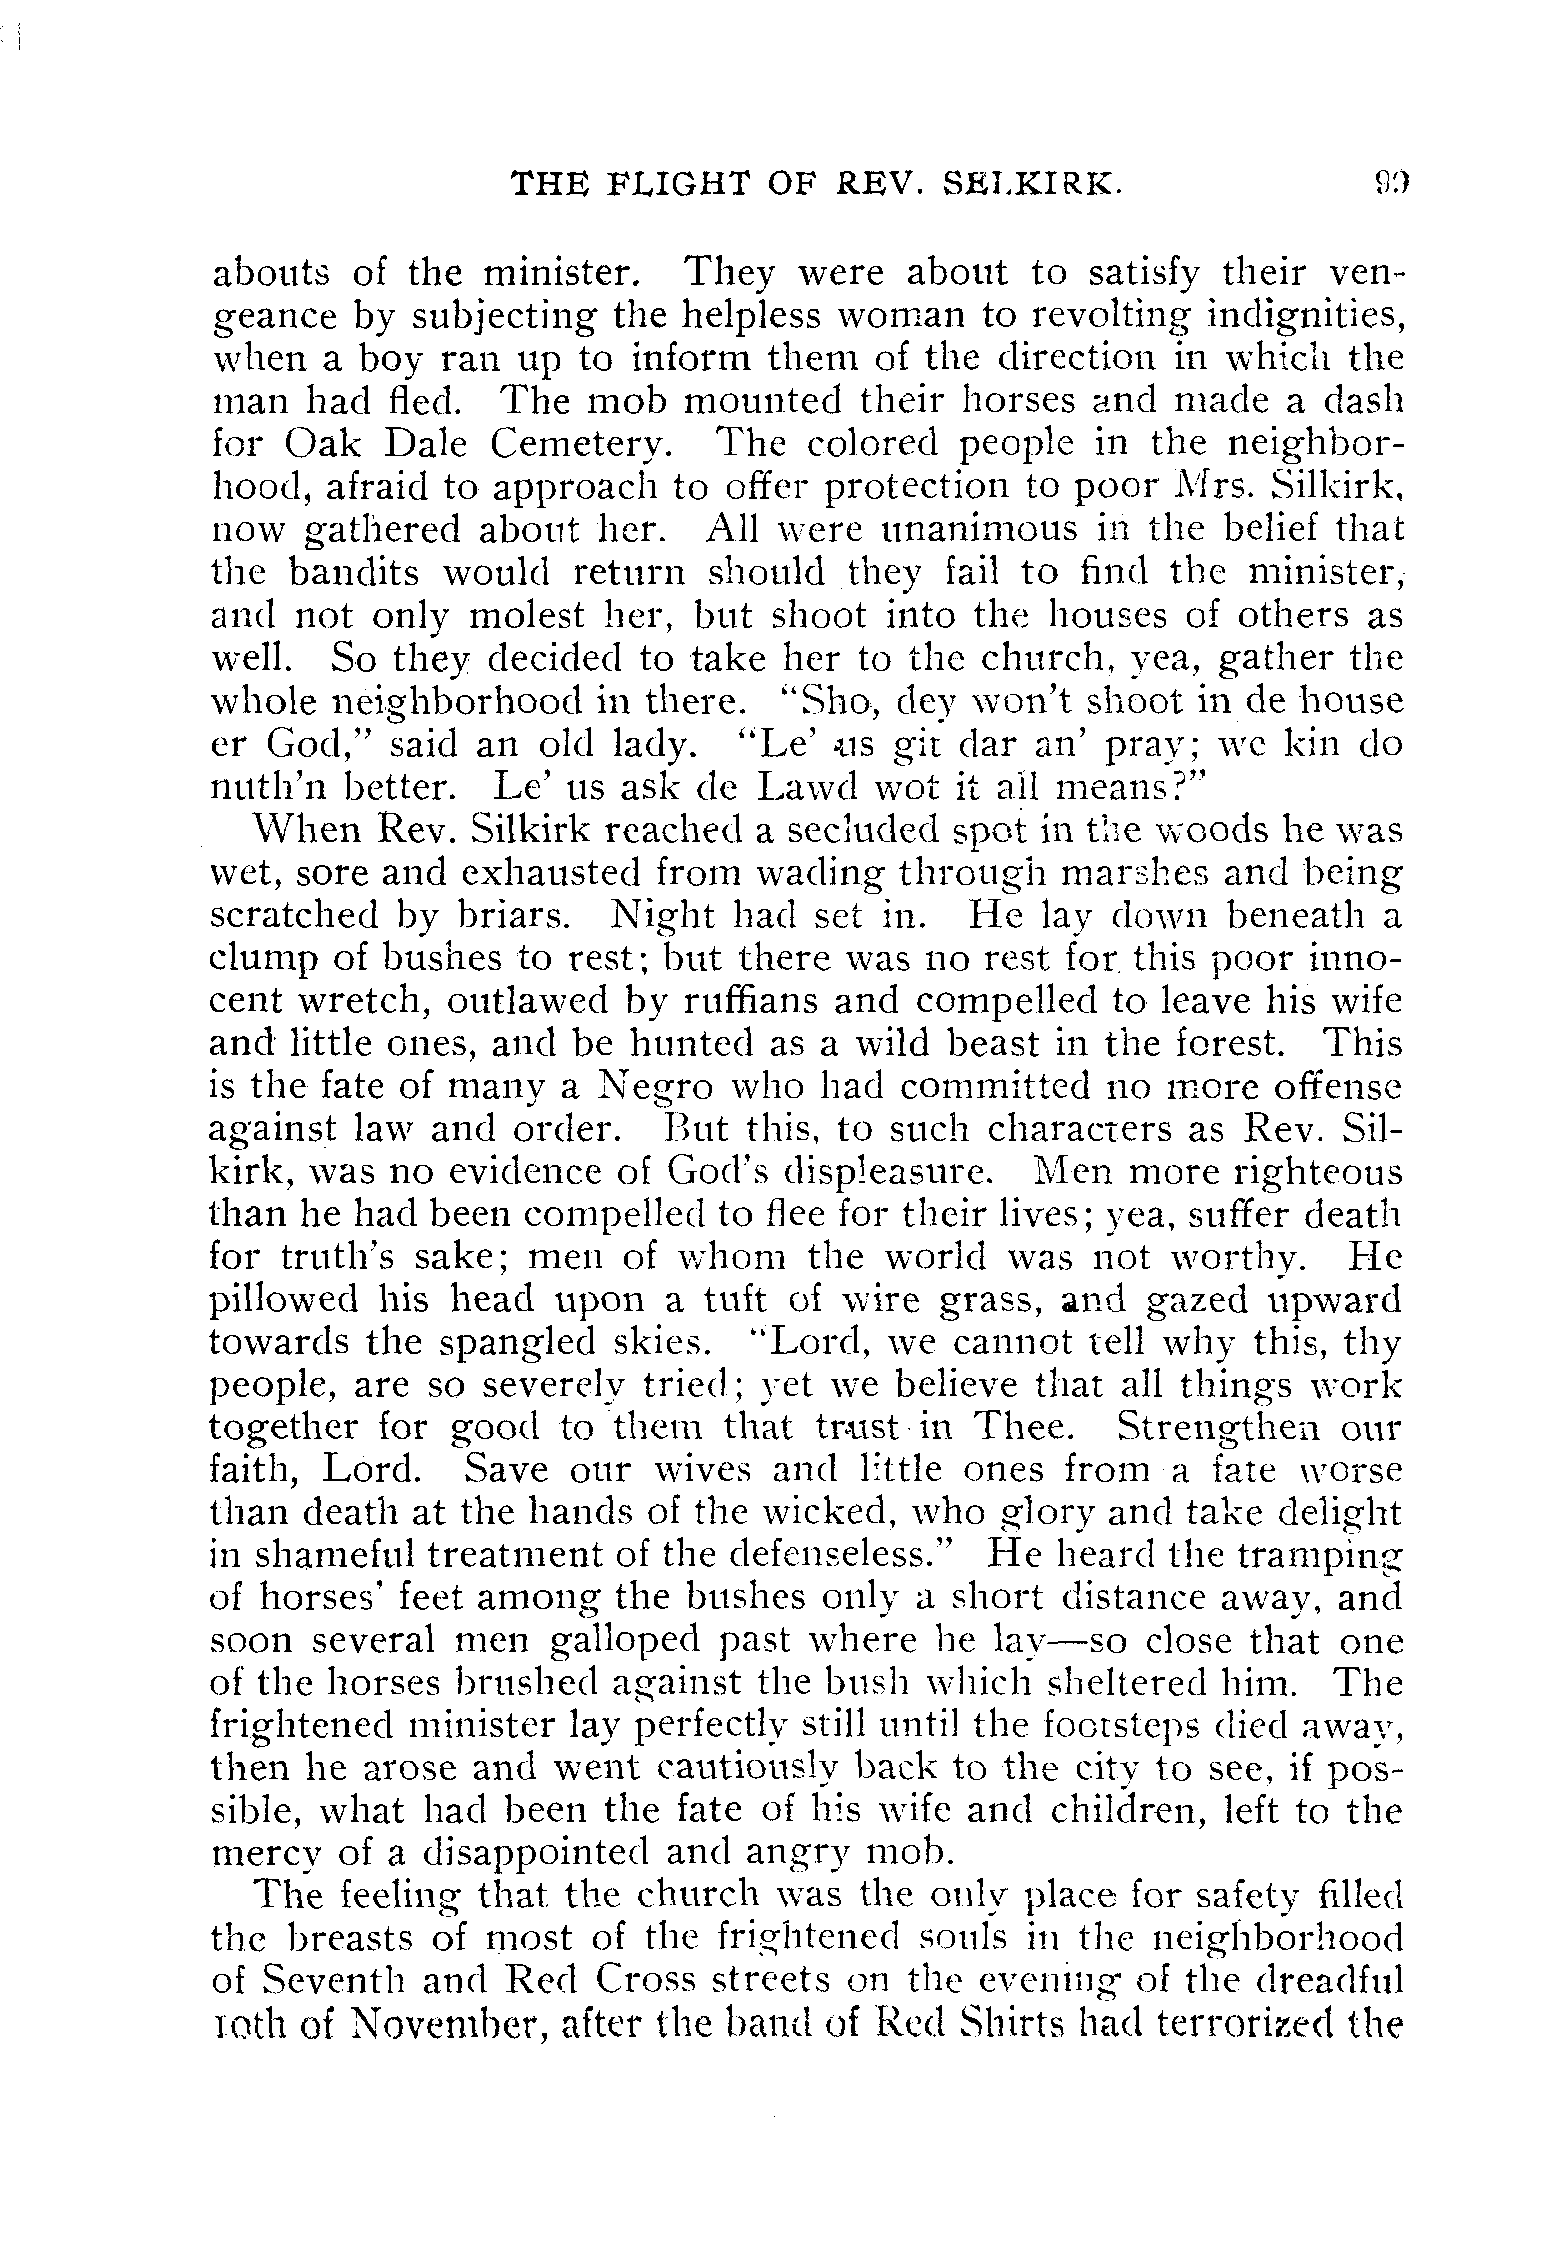 THE FLIGHT OF REV. SELKIRK. 99
abouts of the minister. They were about to satisfy their ven-
geance by subjecting the helpless woman to revolting indignities,
when a boy ran up to inform them of the direction in which the
man had fled. The mob mounted their horses and made a dash
for Oak Dale Cemetery. The colored people in the neighbor-
hood, afraid to approach to offer protection to poor Mrs. Silkirk,
now gathered about her. All were unanimous in the belief that
the bandits would return should they fail to find the minister,
and not only molest her, but shoot into the houses of others as
well. So they decided to take her to the church, yea, gather the
whole neighborhood in there. “Sho, dey won’t shoot in de house
er God,” said an old lady. “Le’ us git dar an’ pray; we kin do
nuth’n better. Le’ us ask de Lawd wot it all means?”
When Rev. Silkirk reached a secluded spot in the woods he was
wet, sore and exhausted from wading through marshes and being
scratched by briars. Night had set in. He lay down beneath a
clump of bushes to rest; but there was no rest for this poor inno-
cent wretch, outlawed by ruffians and compelled to leave his wife
and little ones, and be hunted as a wild beast in the forest. This
is the fate of many a Negro who had committed no more offense
against law and order. But this, to such characters as Rev. Sil-
kirk, was no evidence of God’s displeasure. Men more righteous
than he had been compelled to flee for their lives; yea, suffer death
for truth’s sake; men of whom the world was not worthy. He
pillowed his head upon a tuft of wire grass, and gazed upward
towards the spangled skies. “Lord, we cannot tell why this, thy
people, are so severely tried; yet we believe that all things work
together for good to them that trust in Thee. Strengthen our
faith, Lord. Save our wives and little ones from a fate worse
than death at the hands of the wicked, who glory and take delight
in shameful treatment of the defenseless.” He heard the tramping
of horses’ feet among the bushes only a short distance away, and
soon several men galloped past where he lay—so close that one
of the horses brushed against the bush which sheltered him. The
frightened minister lay perfectly still until the footsteps died away,
then he arose and went cautiously back to the city to see, if pos-
sible, what had been the fate of his wife and children, left to the
mercy of a disappointed and angry mob.
The feeling that the church was the only place for safety filled
the breasts of most of the frightened souls in the neighborhood
of Seventh and Red Cross streets on the evening of the dreadful
10th of November, after the band of Red Shirts had terrorized the